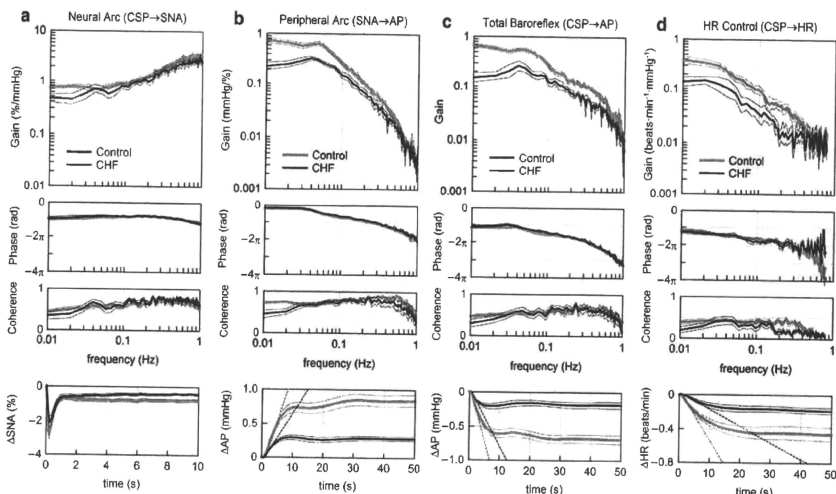 a Neural Arc (CSP→SNA)
Gain (%/mmHg)
10
1
0.1
0.01
Control
CHF
Phase (rad)
0
−2π
−4π
Coherence
1
0
0.01 0.1 1
frequency (Hz)
ΔSNA (%)
0
−2
−4
0 2 4 6 8 10
time (s)
b Peripheral Arc (SNA→AP)
Gain (mmHg/%)
1
0.1
0.01
0.001
Control
CHF
Phase (rad)
0
−2π
−4π
Coherence
1
0
0.01 0.1 1
frequency (Hz)
ΔAP (mmHg)
1.0
0.5
0
0 10 20 30 40 50
time (s)
c Total Baroreflex (CSP→AP)
Gain
1
0.1
0.01
0.001
Control
CHF
Phase (rad)
0
−2π
−4π
Coherence
1
0
0.01 0.1 1
frequency (Hz)
ΔAP (mmHg)
0
−0.5
−1.0
0 10 20 30 40 50
time (s)
d HR Control (CSP→HR)
Gain (beats·min⁻¹·mmHg⁻¹)
1
0.1
0.01
0.001
Control
CHF
Phase (rad)
0
−2π
−4π
Coherence
1
0
0.01 0.1 1
frequency (Hz)
ΔHR (beats/min)
0
−0.4
−0.8
0 10 20 30 40 50
time (s)